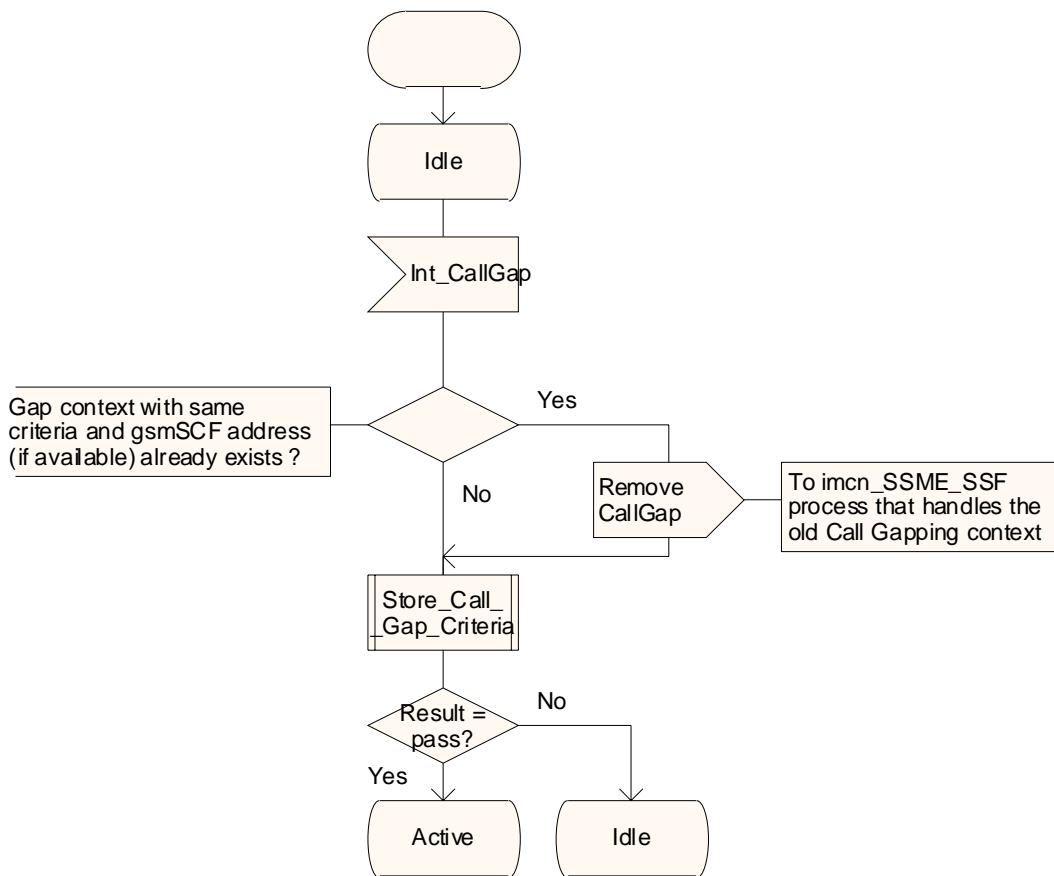 Idle
Int_CallGap
Gap context with same
criteria and gsmSCF address
(if available) already exists ?
Yes
No
Remove
CallGap
To imcn_SSME_SSF
process that handles the
old Call Gapping context
Store_Call_
_Gap_Criteria
Result =
pass?
No
Yes
Active
Idle